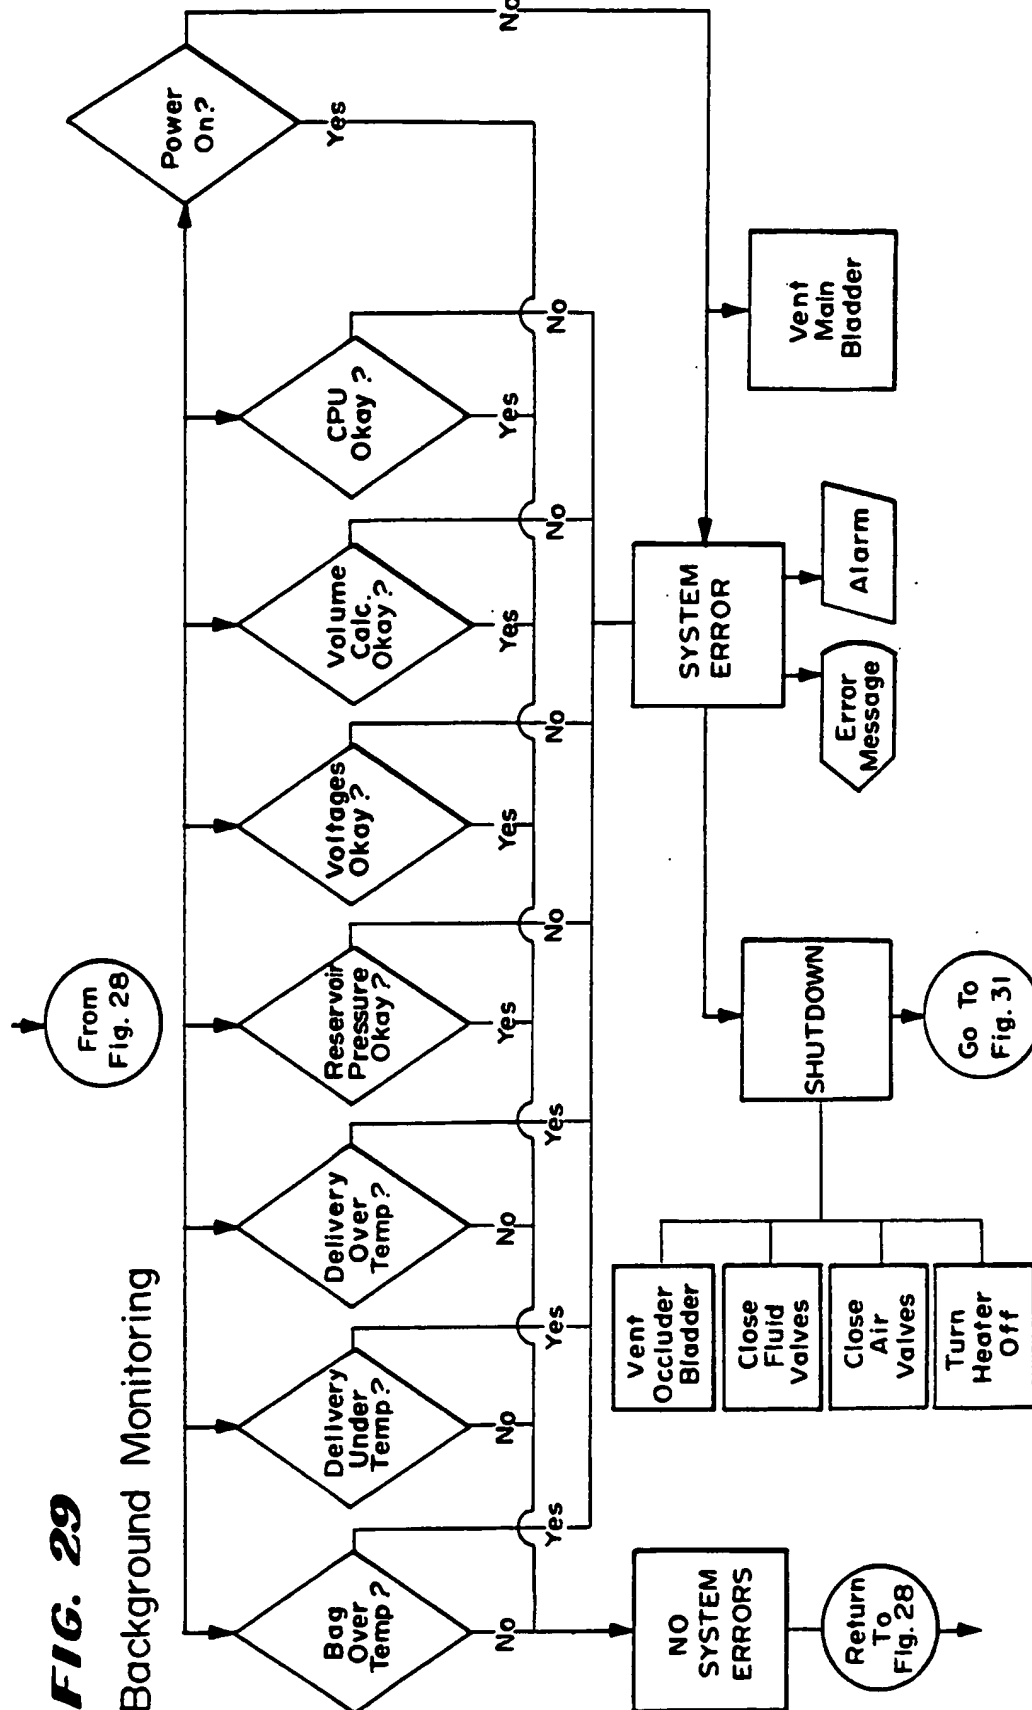 FIG. 29
Background Monitoring
From
Fig. 28
Bag
Over
Temp?
No
Yes
Delivery
Under
Temp?
No
Yes
Delivery
Over
Temp?
No
Yes
Reservoir
Pressure
Okay?
Yes
No
Voltages
Okay?
Yes
No
Volume
Calc.
Okay?
Yes
No
CPU
Okay?
Yes
No
Power
On?
Yes
No
NO
SYSTEM
ERRORS
Return
To
Fig. 28
SYSTEM
ERROR
Error
Message
Alarm
Vent
Main
Bladder
SHUTDOWN
Go To
Fig. 31
Vent
Occluder
Bladder
Close
Fluid
Valves
Close
Air
Valves
Turn
Heater
Off